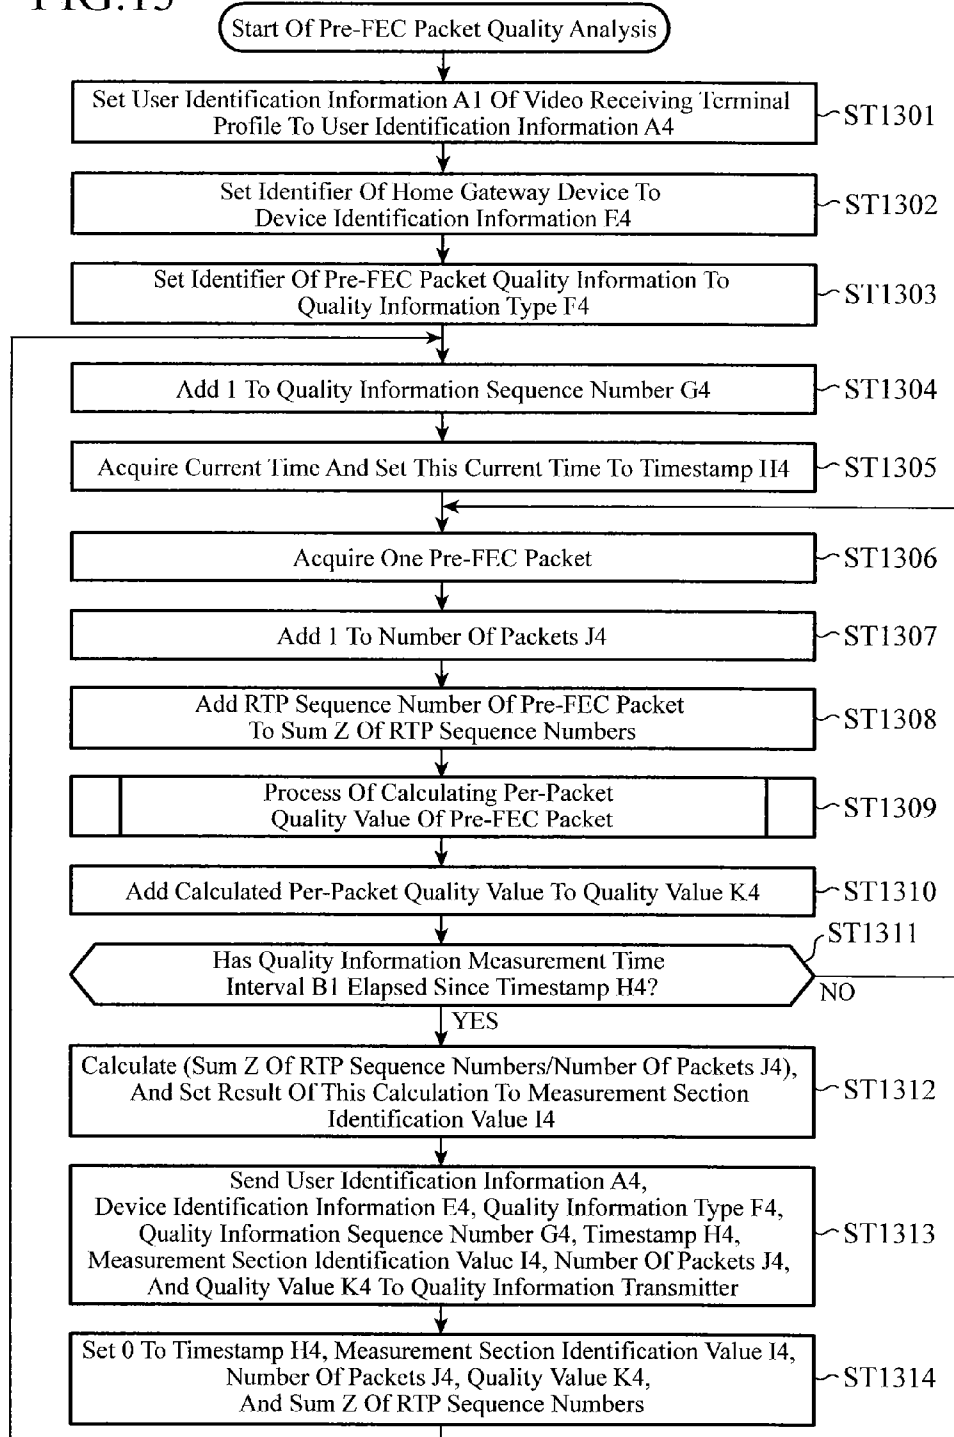 FIG.13
Start Of Pre-FEC Packet Quality Analysis
Set User Identification Information A1 Of Video Receiving Terminal
Profile To User Identification Information A4
ST1301
Set Identifier Of Home Gateway Device To
Device Identification Information E4
ST1302
Set Identifier Of Pre-FEC Packet Quality Information To
Quality Information Type F4
ST1303
Add 1 To Quality Information Sequence Number G4
ST1304
Acquire Current Time And Set This Current Time To Timestamp H4
ST1305
Acquire One Pre-FEC Packet
ST1306
Add 1 To Number Of Packets J4
ST1307
Add RTP Sequence Number Of Pre-FEC Packet
To Sum Z Of RTP Sequence Numbers
ST1308
Process Of Calculating Per-Packet
Quality Value Of Pre-FEC Packet
ST1309
Add Calculated Per-Packet Quality Value To Quality Value K4
ST1310
Has Quality Information Measurement Time
Interval B1 Elapsed Since Timestamp H4?
ST1311
NO
YES
Calculate (Sum Z Of RTP Sequence Numbers/Number Of Packets J4),
And Set Result Of This Calculation To Measurement Section
Identification Value I4
ST1312
Send User Identification Information A4,
Device Identification Information E4, Quality Information Type F4,
Quality Information Sequence Number G4, Timestamp H4,
Measurement Section Identification Value I4, Number Of Packets J4,
And Quality Value K4 To Quality Information Transmitter
ST1313
Set 0 To Timestamp H4, Measurement Section Identification Value I4,
Number Of Packets J4, Quality Value K4,
And Sum Z Of RTP Sequence Numbers
ST1314